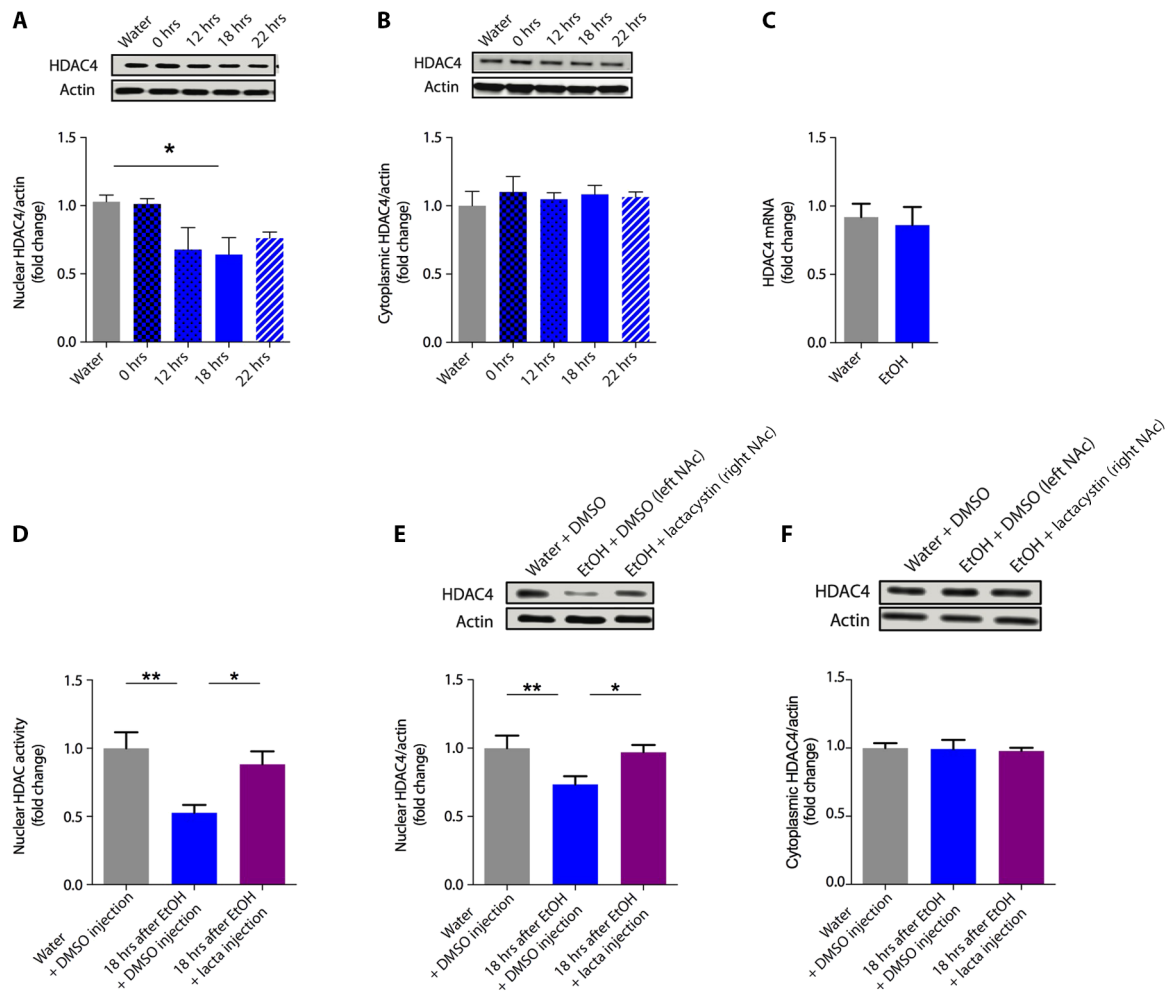 A
Water
0 hrs
12 hrs
18 hrs
22 hrs
HDAC4
Actin
Nuclear HDAC4/actin
(fold change)
1.5
1.0
0.5
0.0
*
Water
0 hrs
12 hrs
18 hrs
22 hrs
B
Water
0 hrs
12 hrs
18 hrs
22 hrs
HDAC4
Actin
Cytoplasmic HDAC4/actin
(fold change)
1.5
1.0
0.5
0.0
Water
0 hrs
12 hrs
18 hrs
22 hrs
C
HDAC4 mRNA
(fold change)
1.5
1.0
0.5
0.0
Water
EtOH
D
Nuclear HDAC activity
(fold change)
1.5
1.0
0.5
0.0
**
*
Water
+ DMSO injection
18 hrs after EtOH
+ DMSO injection
18 hrs after EtOH
+ lacta injection
E
Water + DMSO
EtOH + DMSO (left NAc)
EtOH + lactacystin (right NAc)
HDAC4
Actin
Nuclear HDAC4/actin
(fold change)
1.5
1.0
0.5
0.0
**
*
Water
+ DMSO injection
18 hrs after EtOH
+ DMSO injection
18 hrs after EtOH
+ lacta injection
F
Water + DMSO
EtOH + DMSO (left NAc)
EtOH + lactacystin (right NAc)
HDAC4
Actin
Cytoplasmic HDAC4/actin
(fold change)
1.5
1.0
0.5
0.0
Water
+ DMSO injection
18 hrs after EtOH
+ DMSO injection
18 hrs after EtOH
+ lacta injection